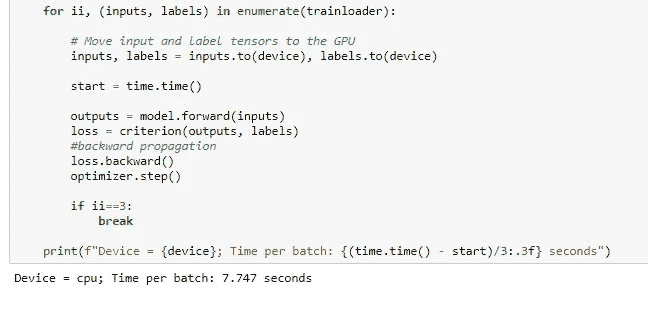 for ii, (inputs, labels) in enumerate(trainloader):
# Move input and label tensors to the GPU
inputs, labels = inputs.to(device), labels.to(device)
start = time.time()
outputs = model.forward(inputs)
loss = criterion(outputs, labels)
#backward propagation
loss.backward()
optimizer.step()
if ii==3:
break
print(f"Device = {device}; Time per batch: {(time.time() - start)/3:.3f} seconds")
Device = cpu; Time per batch: 7.747 seconds